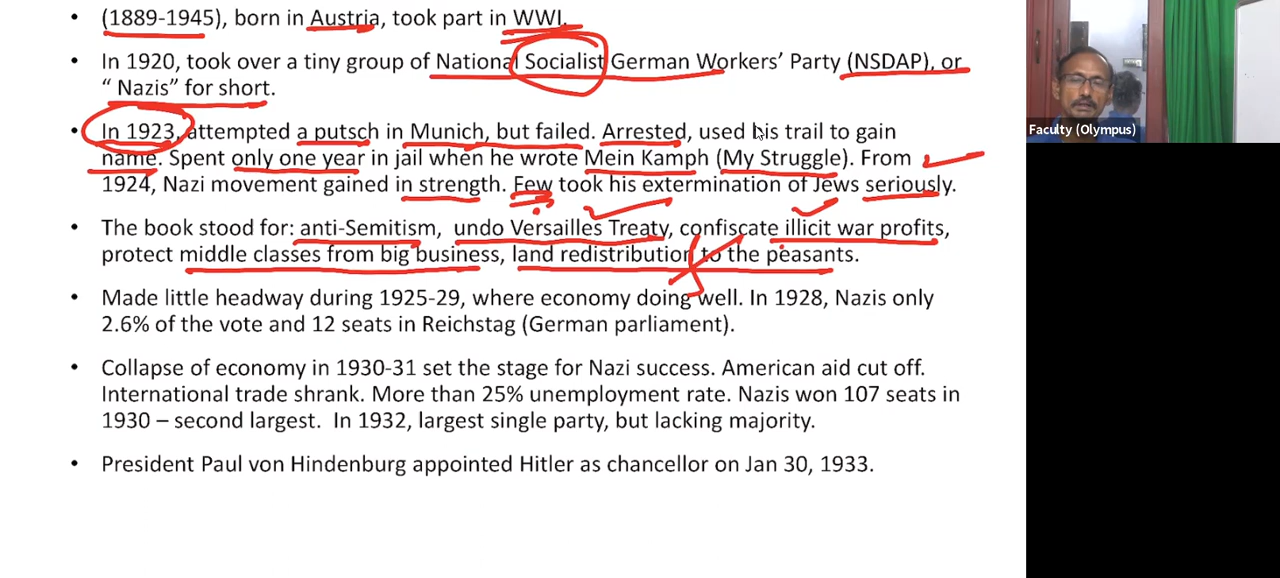 • (1889-1945), born in Austria, took part in WWI.
• In 1920, took over a tiny group of National Socialist German Workers' Party (NSDAP), or
" Nazis" for short.
• In 1923, attempted a putsch in Munich, but failed. Arrested, used his trail to gain
name. Spent only one year in jail when he wrote Mein Kamph (My Struggle). From
1924, Nazi movement gained in strength. Few took his extermination of Jews seriously.
• The book stood for: anti-Semitism, undo Versailles Treaty, confiscate illicit war profits,
protect middle classes from big business, land redistribution to the peasants.
• Made little headway during 1925-29, where economy doing well. In 1928, Nazis only
2.6% of the vote and 12 seats in Reichstag (German parliament).
• Collapse of economy in 1930-31 set the stage for Nazi success. American aid cut off.
International trade shrank. More than 25% unemployment rate. Nazis won 107 seats in
1930 – second largest.  In 1932, largest single party, but lacking majority.
• President Paul von Hindenburg appointed Hitler as chancellor on Jan 30, 1933.
Faculty (Olympus)